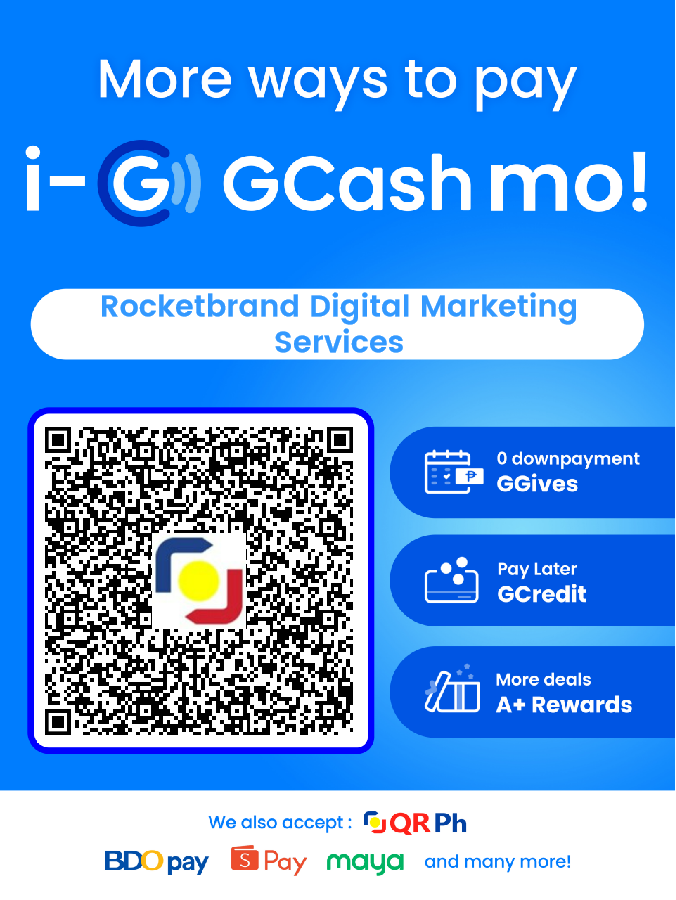 More ways to pay
i-G GCash mo!
Rocketbrand Digital Marketing
Services
0 downpayment
GGives
Pay Later
GCredit
More deals
A+ Rewards
We also accept : QR Ph
BDO pay S Pay maya and many more!